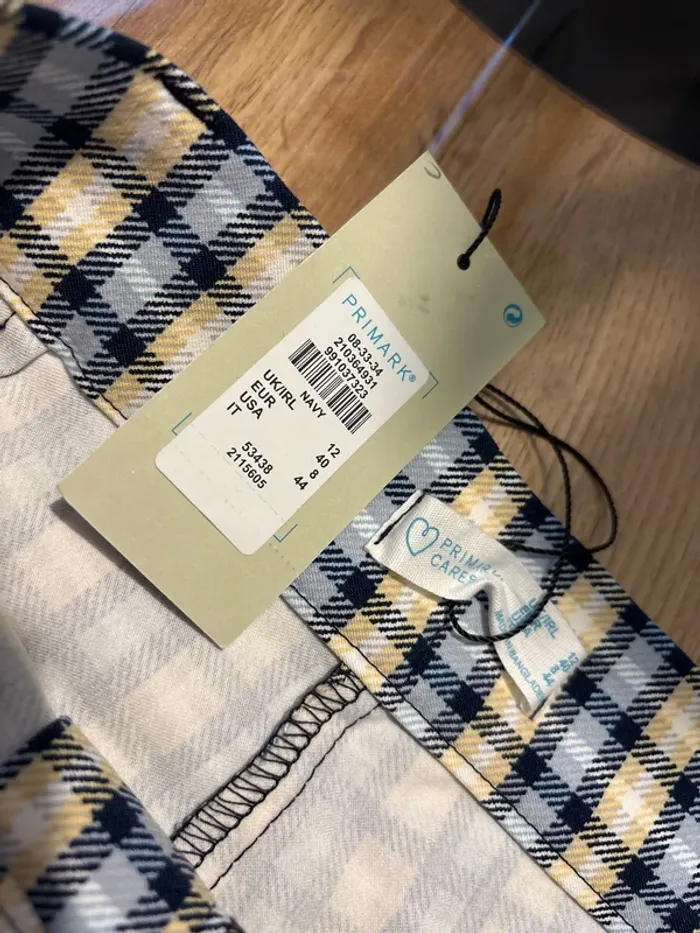 PRIMARK®
08-33-34
210364931
991037323
NAVY
UK/IRL 12
EUR 40
USA 8
IT 44
53438
2115605
PRIMARK
CARES